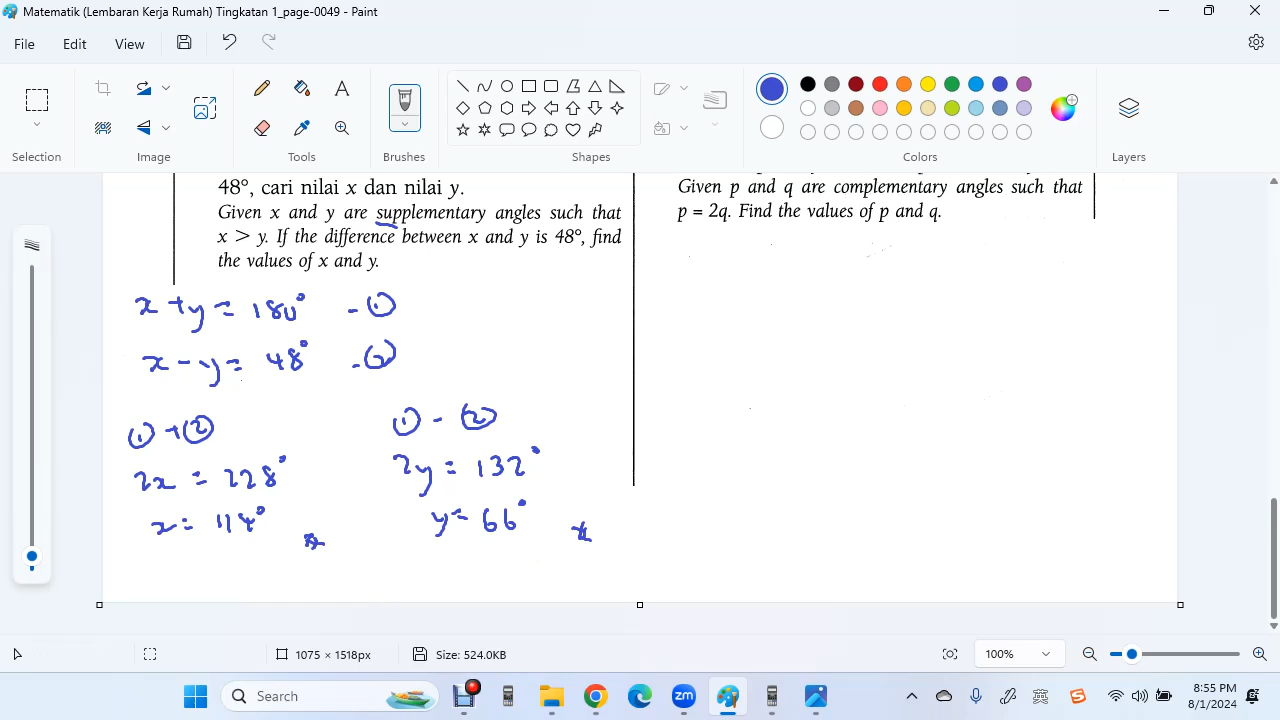 Matematik (Lembaran Kerja Rumah) Tingkatan 1_page-0049 - Paint
File Edit View
Selection Image Tools Brushes Shapes Colors Layers
48°, cari nilai x dan nilai y.
Given x and y are supplementary angles such that
x > y. If the difference between x and y is 48°, find
the values of x and y.
x + y = 180° - ①
x - y = 48° - ②
① + ②
2x = 228°
x = 114°
① - ②
2y = 132°
y = 66°
Given p and q are complementary angles such that
p = 2q. Find the values of p and q.
1075 × 1518px
Size: 524.0KB
100%
Search
zm
8:55 PM
8/1/2024